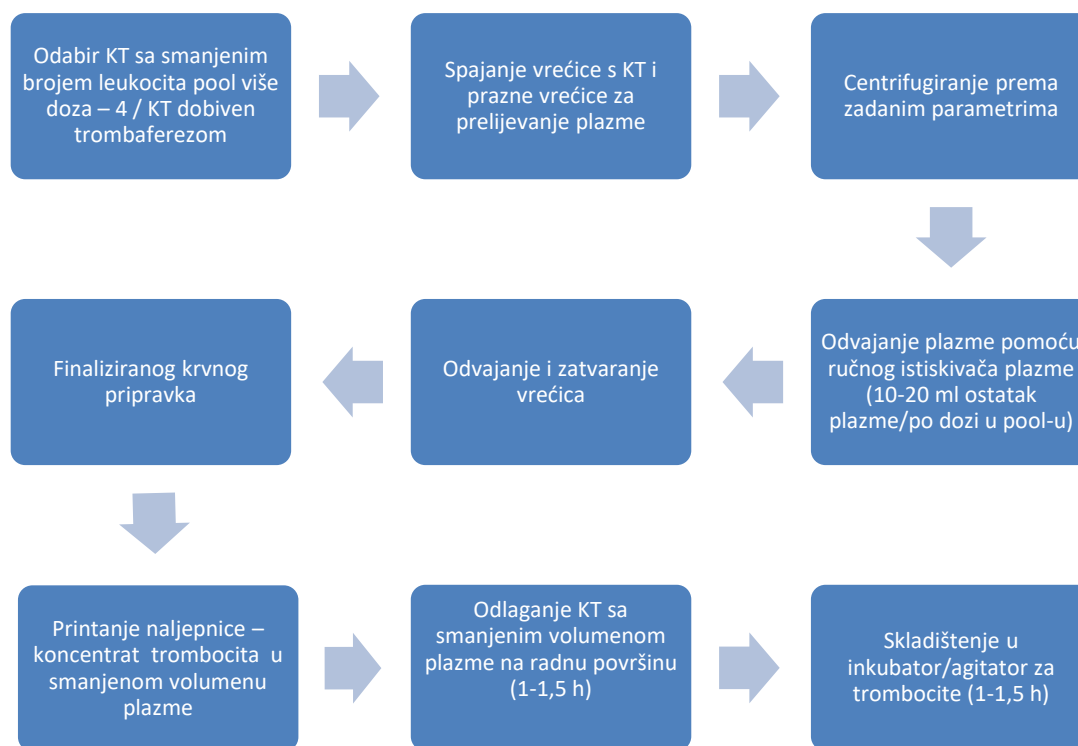 Odabir KT sa smanjenim
brojem leukocita pool više
doza – 4 / KT dobiven
trombaferezom
Spajanje vrećice s KT i
prazne vrećice za
prelijevanje plazme
Centrifugiranje prema
zadanim parametrima
Odvajanje plazme pomoću
ručnog istiskivača plazme
(10-20 ml ostatak
plazme/po dozi u pool-u)
Odvajanje i zatvaranje
vrećica
Finaliziranog krvnog
pripravka
Printanje naljepnice –
koncentrat trombocita u
smanjenom volumenu
plazme
Odlaganje KT sa
smanjenim volumenom
plazme na radnu površinu
(1-1,5 h)
Skladištenje u
inkubator/agitator za
trombocite (1-1,5 h)